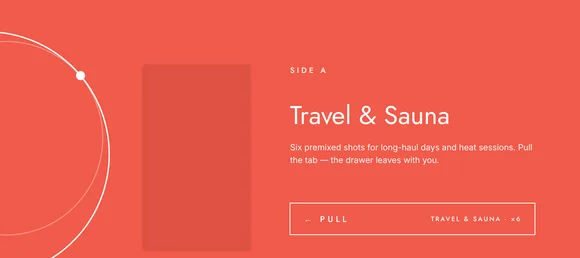 SIDE A
Travel & Sauna
Six premixed shots for long-haul days and heat sessions. Pull
the tab — the drawer leaves with you.
← PULL
TRAVEL & SAUNA · ×6